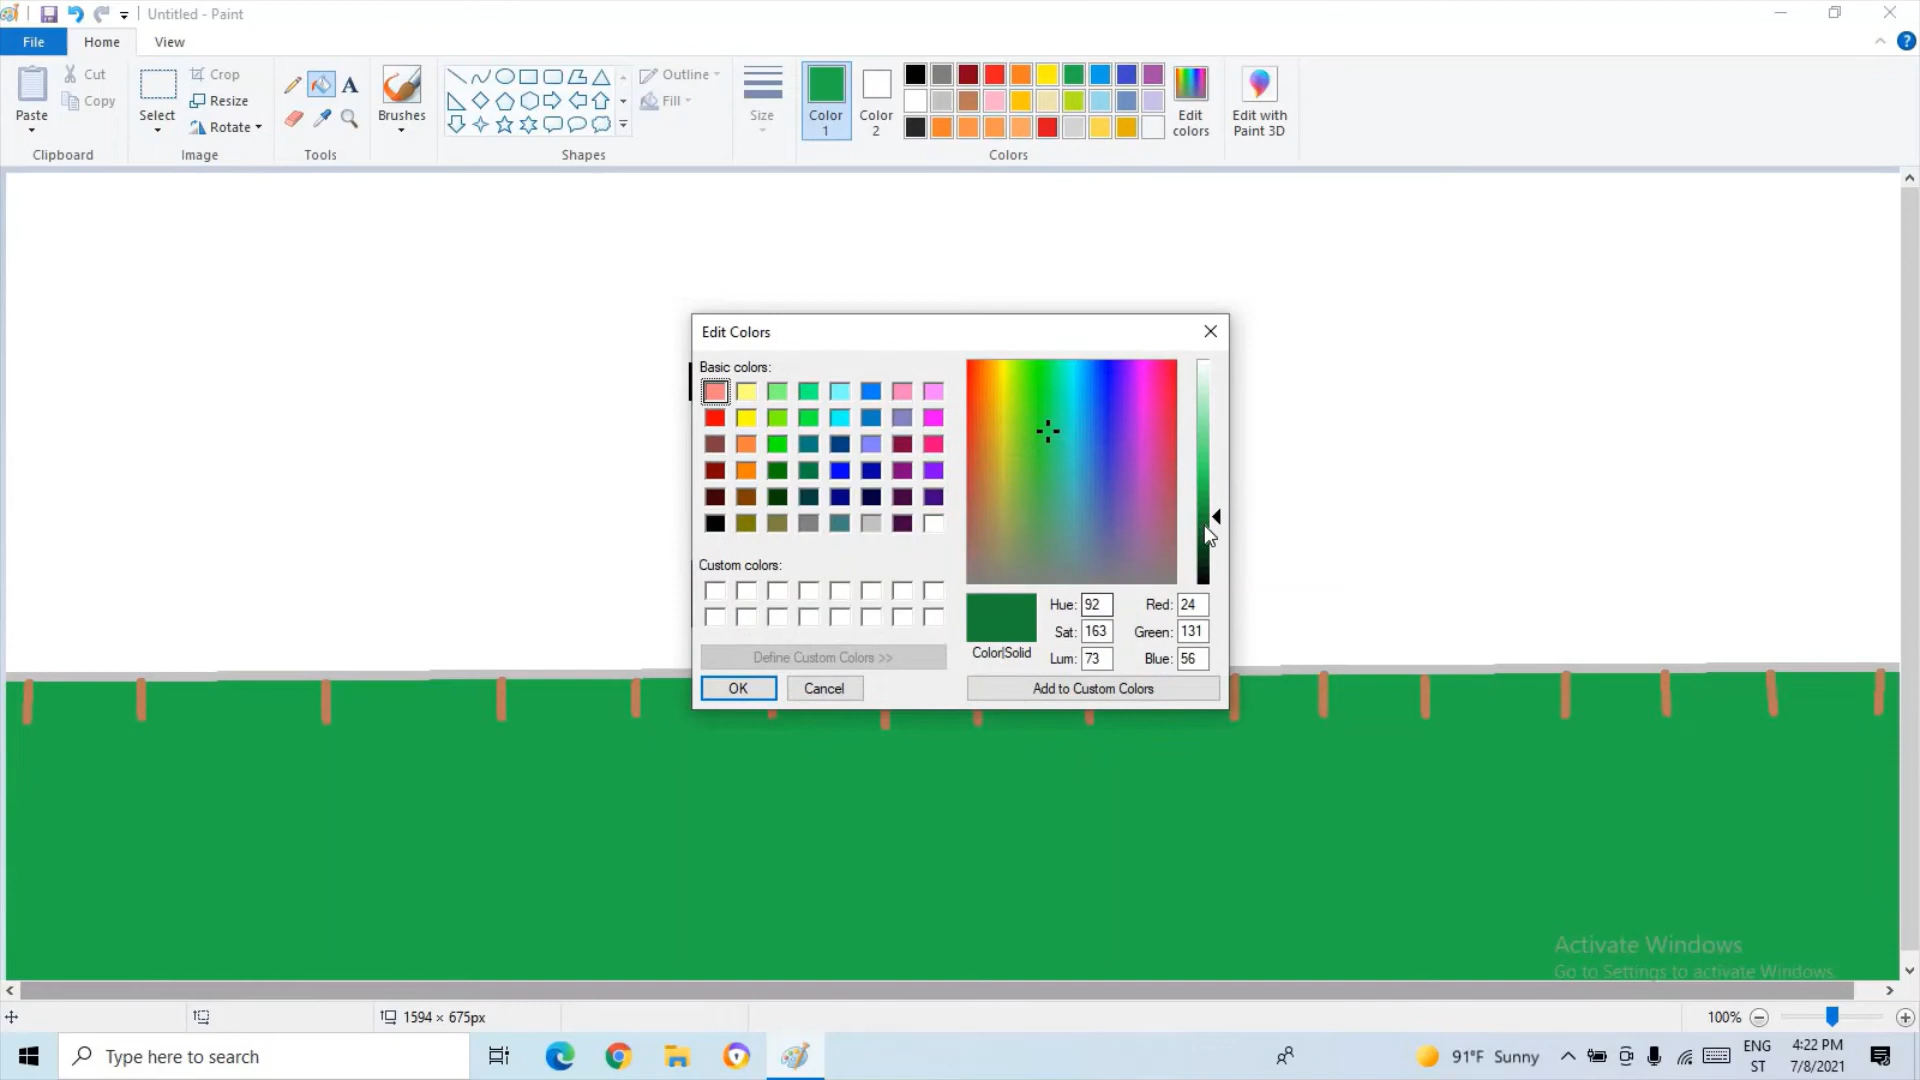 Untitled - Paint
File Home View
Paste
Cut
Copy
Clipboard
Select
Crop
Resize
Rotate
Image
Tools
Brushes
Shapes
Outline
Fill
Size
Color 1
Color 2
Edit colors
Colors
Edit with Paint 3D
Edit Colors
Basic colors:
Custom colors:
Define Custom Colors >>
OK Cancel
Color|Solid
Hue: 92 Red: 24
Sat: 163 Green: 131
Lum: 73 Blue: 56
Add to Custom Colors
Activate Windows
Go to Settings to activate Windows.
1594 × 675px
100%
Type here to search
91°F Sunny
ENG
ST
4:22 PM
7/8/2021